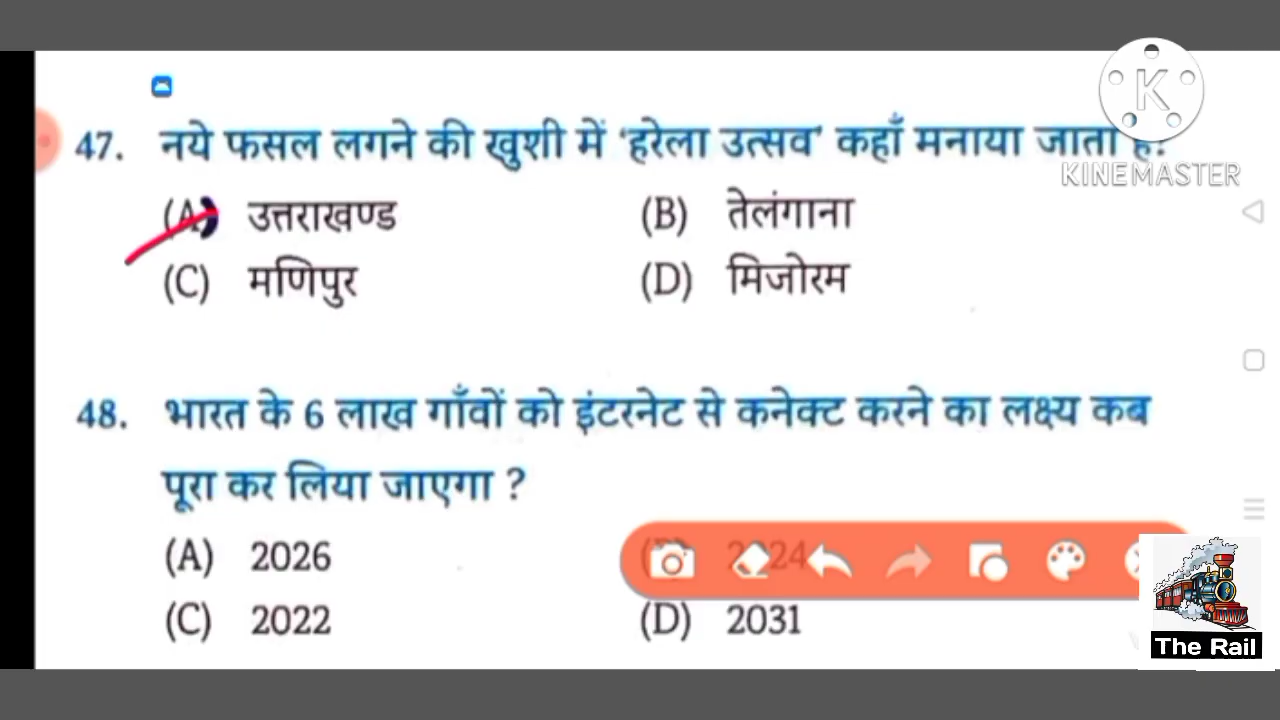 K
47. नये फसल लगने की खुशी में 'हरेला उत्सव' कहाँ मनाया जाता
KINEMASTER
(A) उत्तराखण्ड (B) तेलंगाना
(C) मणिपुर (D) मिजोरम
48. भारत के 6 लाख गाँवों को इंटरनेट से कनेक्ट करने का लक्ष्य कब
पूरा कर लिया जाएगा ?
(A) 2026 (B) 2024
(C) 2022 (D) 2031
The Rail